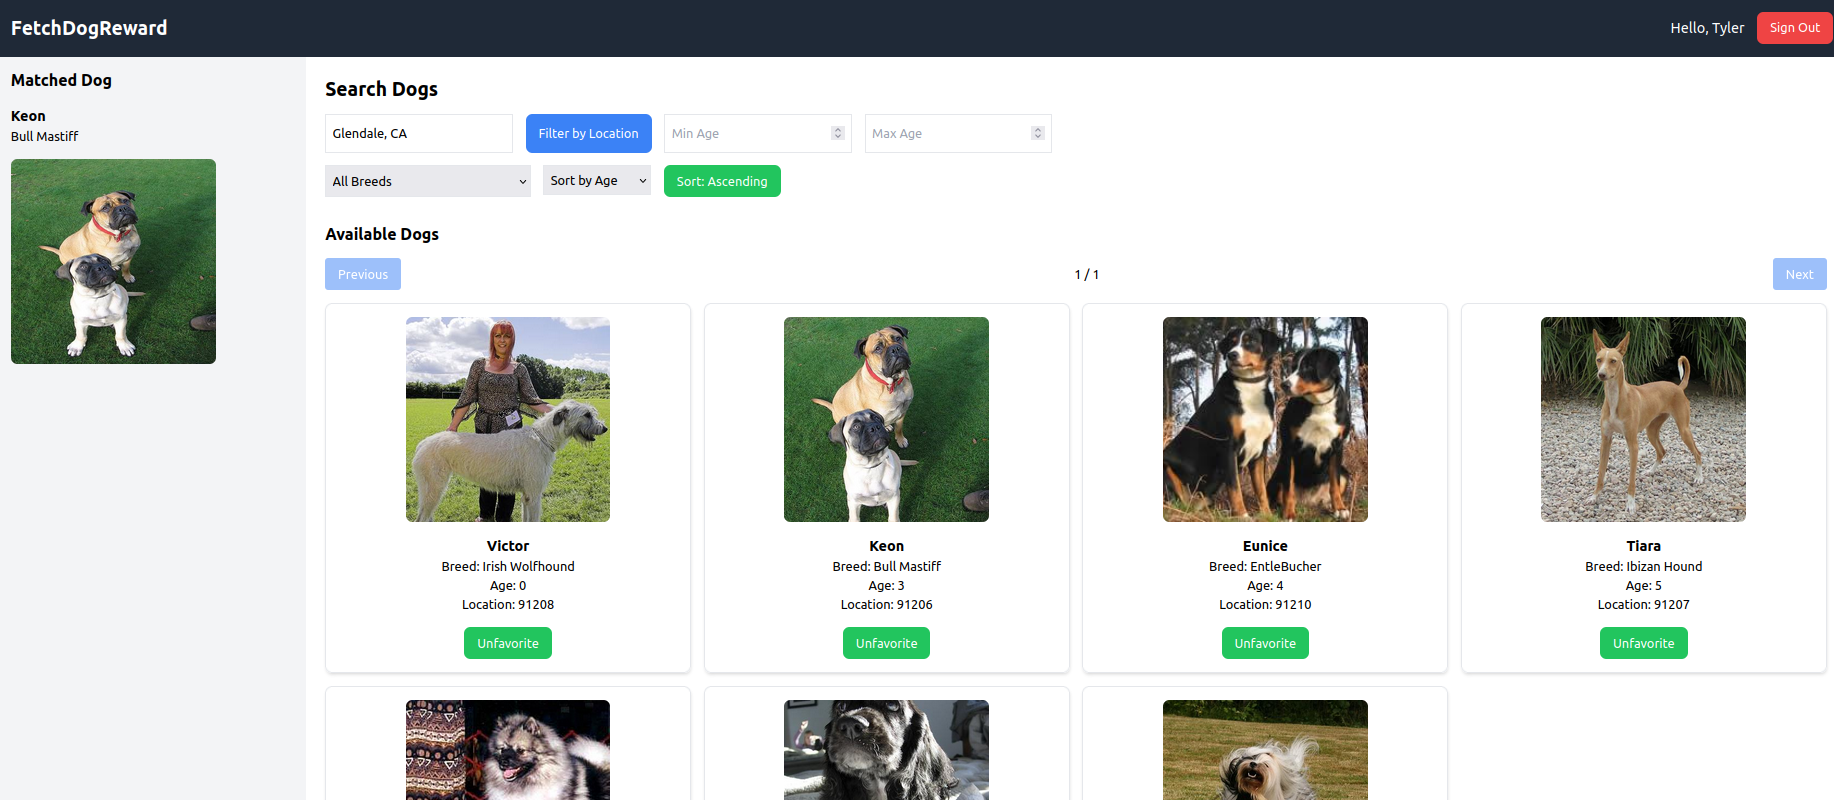 FetchDogReward
Hello, Tyler
Sign Out
Matched Dog
Keon
Bull Mastiff
Search Dogs
Glendale, CA
Filter by Location
Min Age
Max Age
All Breeds
Sort by Age
Sort: Ascending
Available Dogs
Previous
1 / 1
Next
Victor
Breed: Irish Wolfhound
Age: 0
Location: 91208
Unfavorite
Keon
Breed: Bull Mastiff
Age: 3
Location: 91206
Unfavorite
Eunice
Breed: EntleBucher
Age: 4
Location: 91210
Unfavorite
Tiara
Breed: Ibizan Hound
Age: 5
Location: 91207
Unfavorite